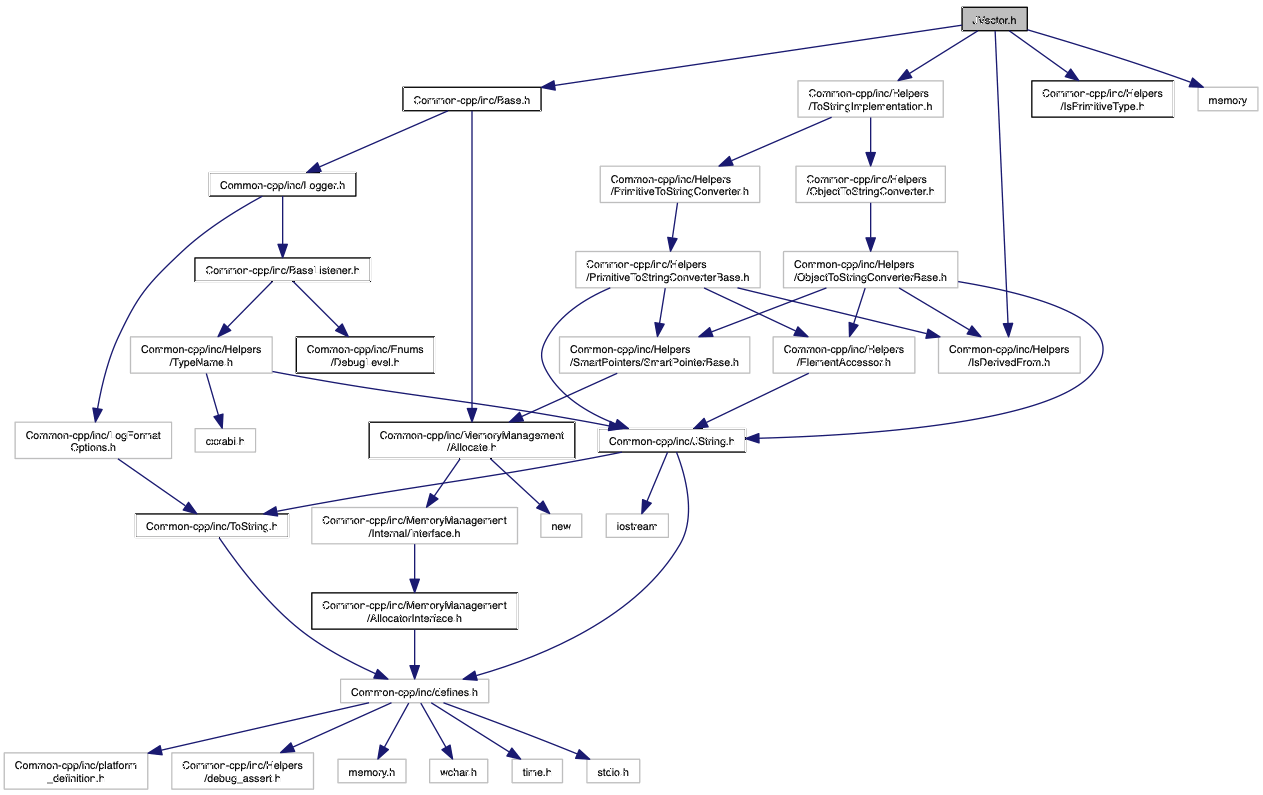 JVector.h
Common-cpp/inc/Base.h
Common-cpp/inc/Helpers
/ToStringImplementation.h
Common-cpp/inc/Helpers
/IsPrimitiveType.h
memory
Common-cpp/inc/Logger.h
Common-cpp/inc/Helpers
/PrimitiveToStringConverter.h
Common-cpp/inc/Helpers
/ObjectToStringConverter.h
Common-cpp/inc/BaseListener.h
Common-cpp/inc/Helpers
/PrimitiveToStringConverterBase.h
Common-cpp/inc/Helpers
/ObjectToStringConverterBase.h
Common-cpp/inc/Helpers
/TypeName.h
Common-cpp/inc/Enums
/DebugLevel.h
Common-cpp/inc/Helpers
/SmartPointers/SmartPointerBase.h
Common-cpp/inc/Helpers
/ElementAccessor.h
Common-cpp/inc/Helpers
/IsDerivedFrom.h
Common-cpp/inc/LogFormat
Options.h
cxxabi.h
Common-cpp/inc/MemoryManagement
/Allocate.h
Common-cpp/inc/JString.h
Common-cpp/inc/ToString.h
Common-cpp/inc/MemoryManagement
/Internal/Interface.h
new
iostream
Common-cpp/inc/MemoryManagement
/AllocatorInterface.h
Common-cpp/inc/defines.h
Common-cpp/inc/platform
_definition.h
Common-cpp/inc/Helpers
/debug_assert.h
memory.h
wchar.h
time.h
stdio.h